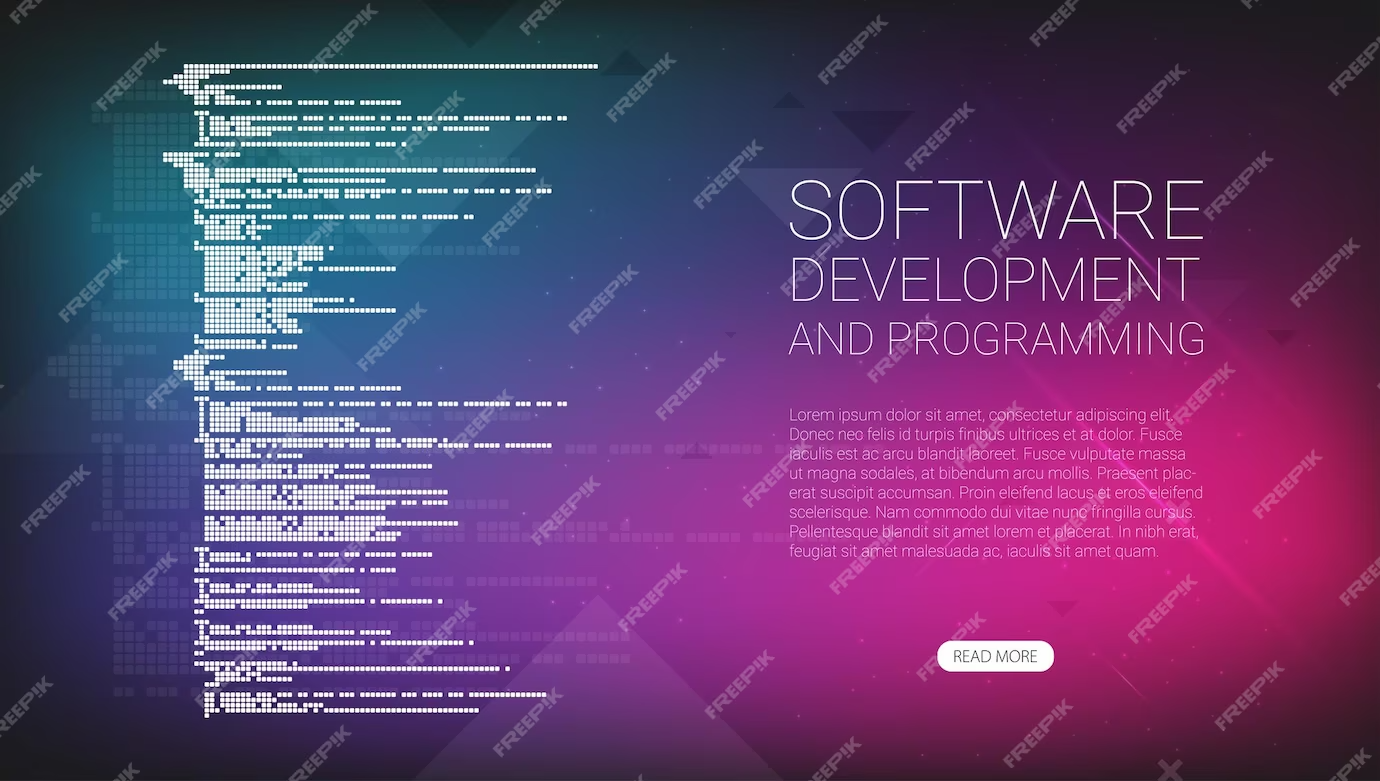 SOFTWARE
DEVELOPMENT
AND PROGRAMMING
Lorem ipsum dolor sit amet, consectetur adipiscing elit.
Donec nec felis id turpis finibus ultrices et at dolor. Fusce
iaculis est ac arcu blandit laoreet. Fusce vulputate massa
ut magna sodales, at bibendum arcu mollis. Praesent plac-
erat suscipit accumsan. Proin eleifend lacus et eros eleifend
scelerisque. Nam commodo dui vitae nunc fringilla cursus.
Pellentesque blandit sit amet lorem et placerat. In nibh erat,
feugiat sit amet malesuada ac, iaculis sit amet quam.
READ MORE
FREEPIK